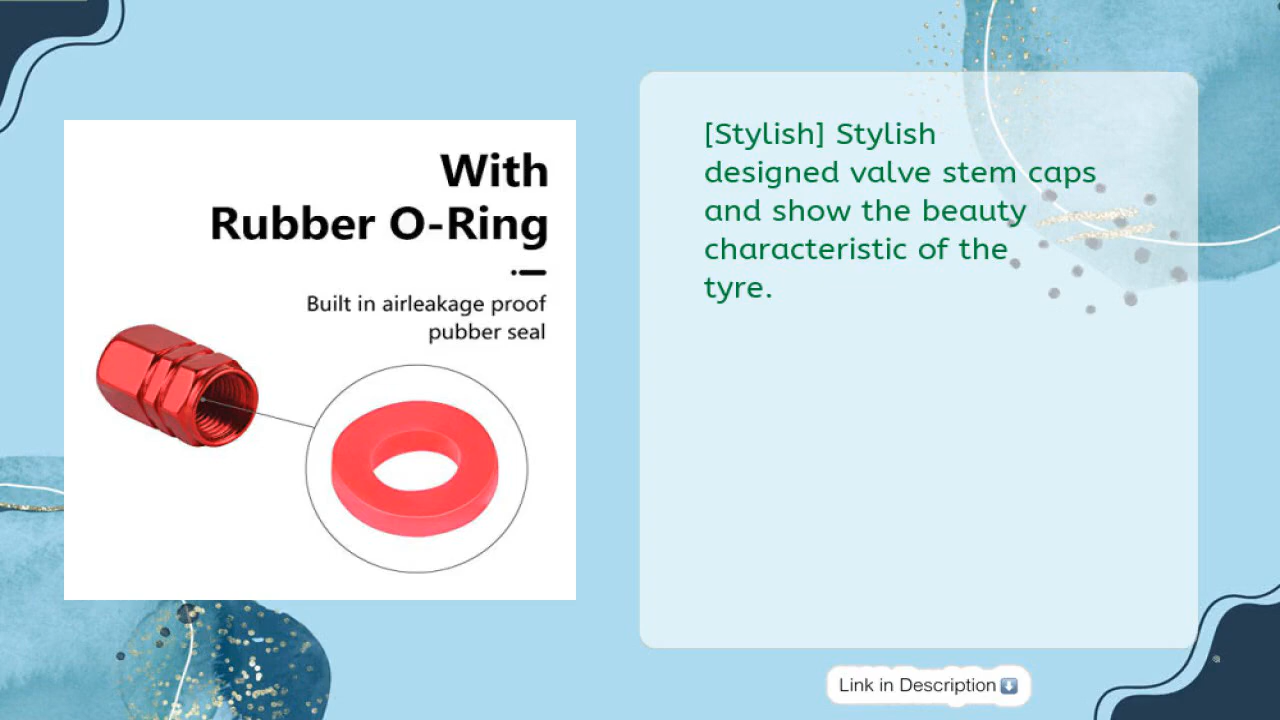 With
Rubber O-Ring
Built in airleakage proof
pubber seal
[Stylish] Stylish
designed valve stem caps
and show the beauty
characteristic of the
tyre.
Link in Description⬇️